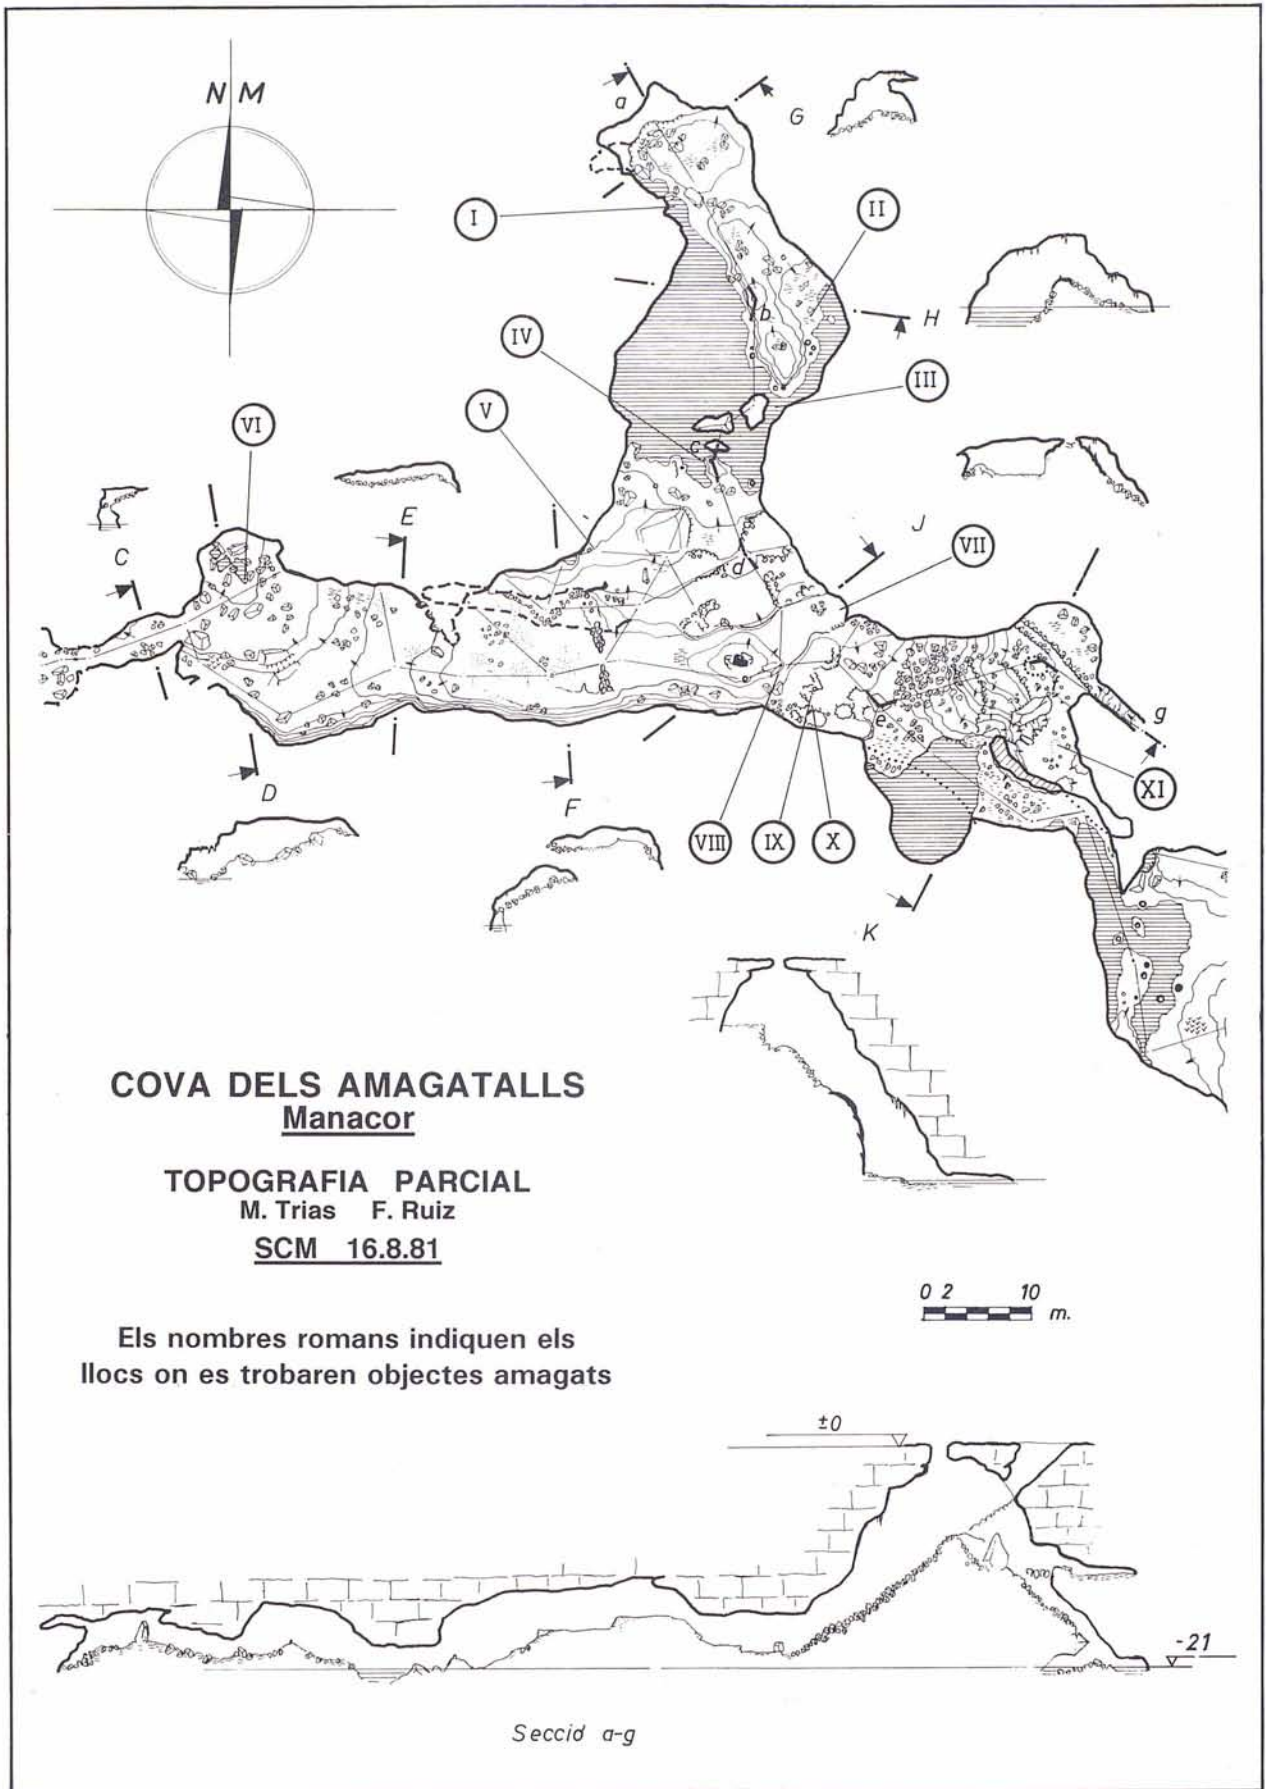 N M
a
G
I
II
b
H
IV
III
V
VI
c
E
J
C
d
VII
e
g
XI
D
F
VIII
IX
X
K
COVA DELS AMAGATALLS
Manacor
TOPOGRAFIA PARCIAL
M. Trias F. Ruiz
SCM 16.8.81
0 2 10
m.
Els nombres romans indiquen els
llocs on es trobaren objectes amagats
±0
-21
Secció a-g